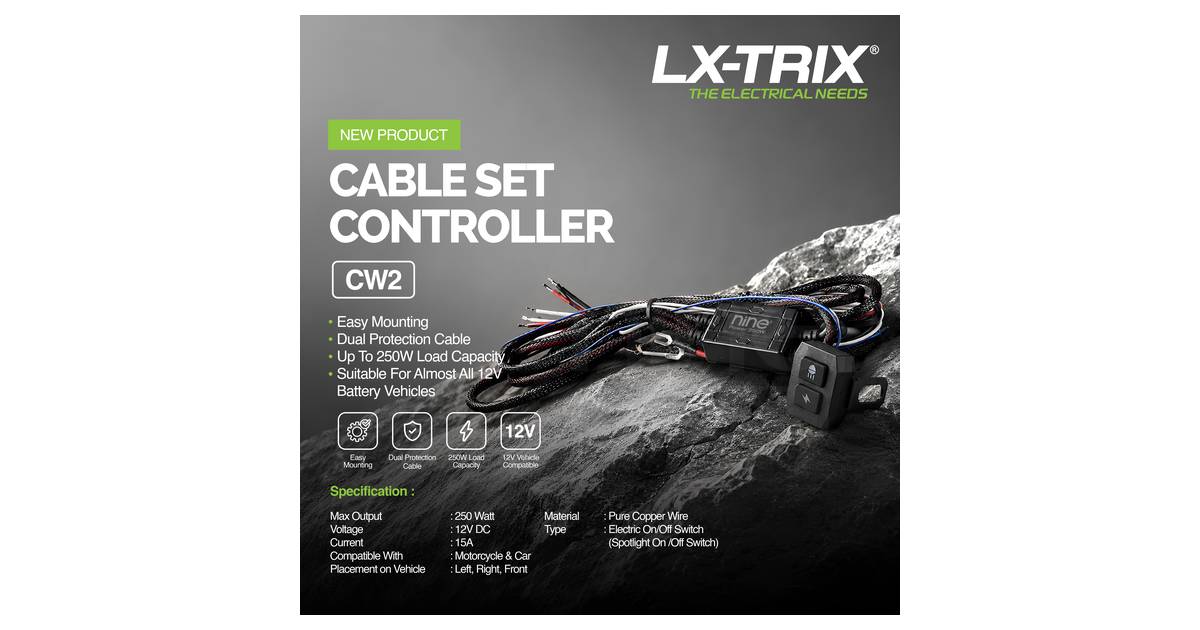 LX-TRIX®
THE ELECTRICAL NEEDS
NEW PRODUCT
CABLE SET
CONTROLLER
CW2
• Easy Mounting
• Dual Protection Cable
• Up To 250W Load Capacity
• Suitable For Almost All 12V
Battery Vehicles
nine
12V
Easy
Mounting
Dual Protection
Cable
250W Load
Capacity
12V Vehicle
Compatible
Specification :
Max Output : 250 Watt
Voltage : 12V DC
Current : 15A
Compatible With : Motorcycle & Car
Placement on Vehicle : Left, Right, Front
Material : Pure Copper Wire
Type : Electric On/Off Switch
(Spotlight On /Off Switch)